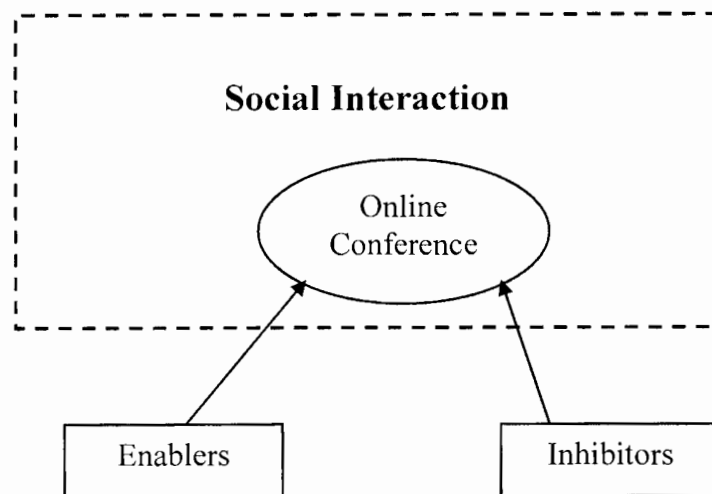 Social Interaction
Online
Conference
Enablers
Inhibitors